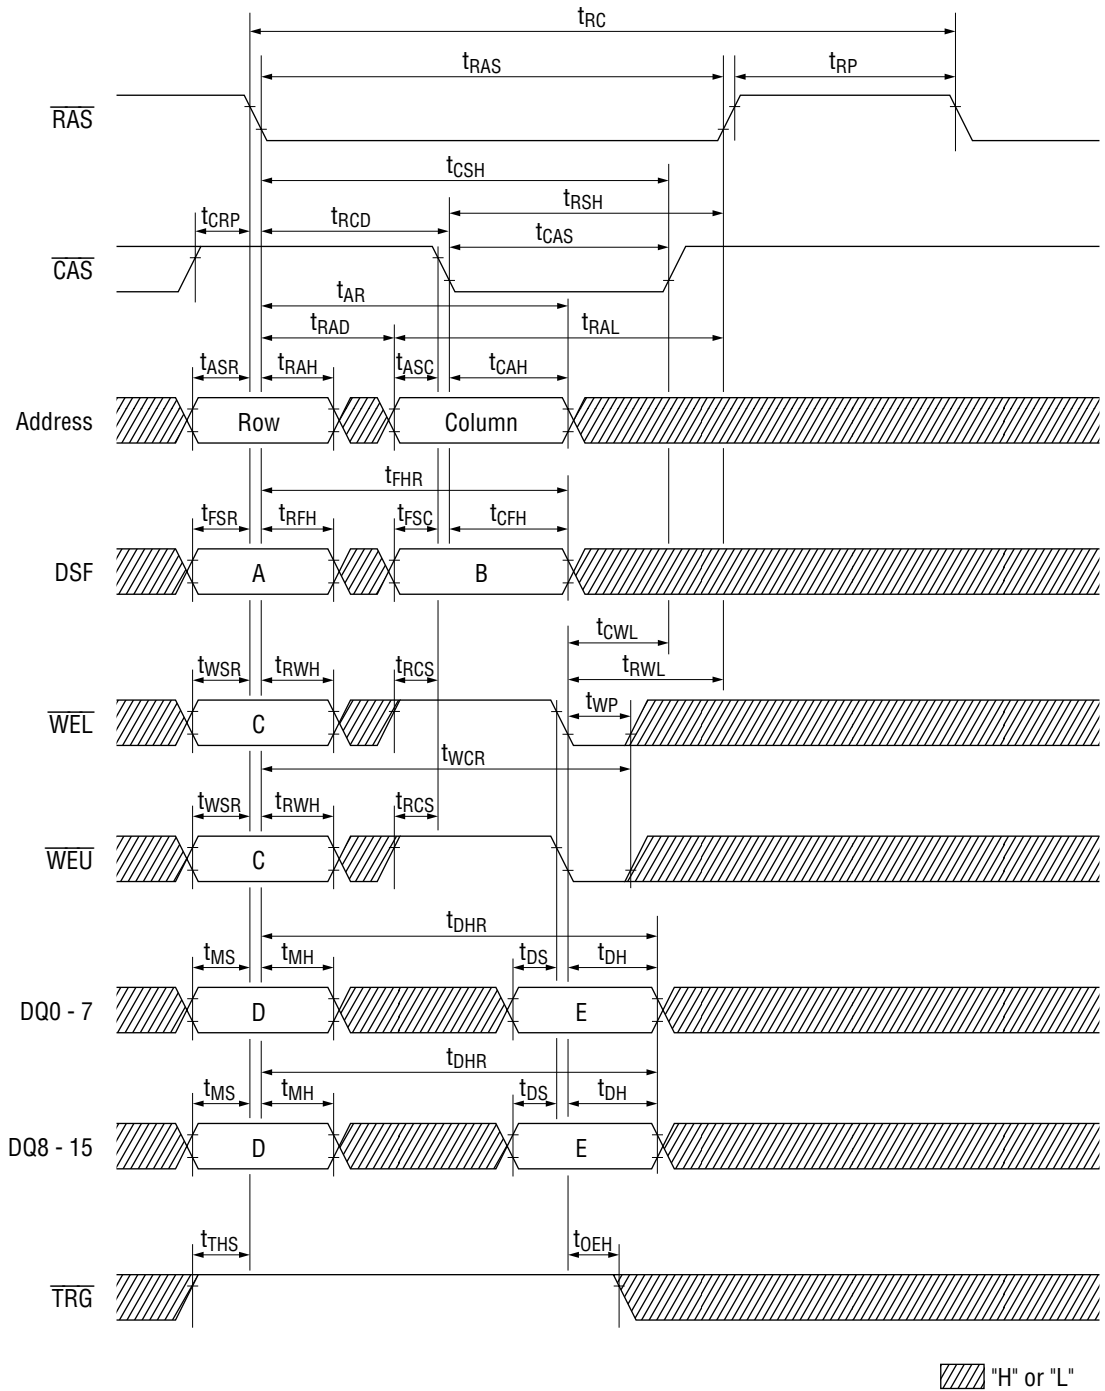 tRC
tRAS tRP
RAS
tCSH
tRSH
tCRP tRCD
tCAS
CAS
tAR
tRAD tRAL
tASR tRAH tASC tCAH
Address Row Column
tFHR
tFSR tRFH tFSC tCFH
DSF A B
tCWL
tWSR tRWH tRCS tRWL
tWP
WEL C
tWCR
tWSR tRWH tRCS
WEU C
tDHR
tMS tMH tDS tDH
DQ0 - 7 D E
tDHR
tMS tMH tDS tDH
DQ8 - 15 D E
tTHS tOEH
TRG
"H" or "L"